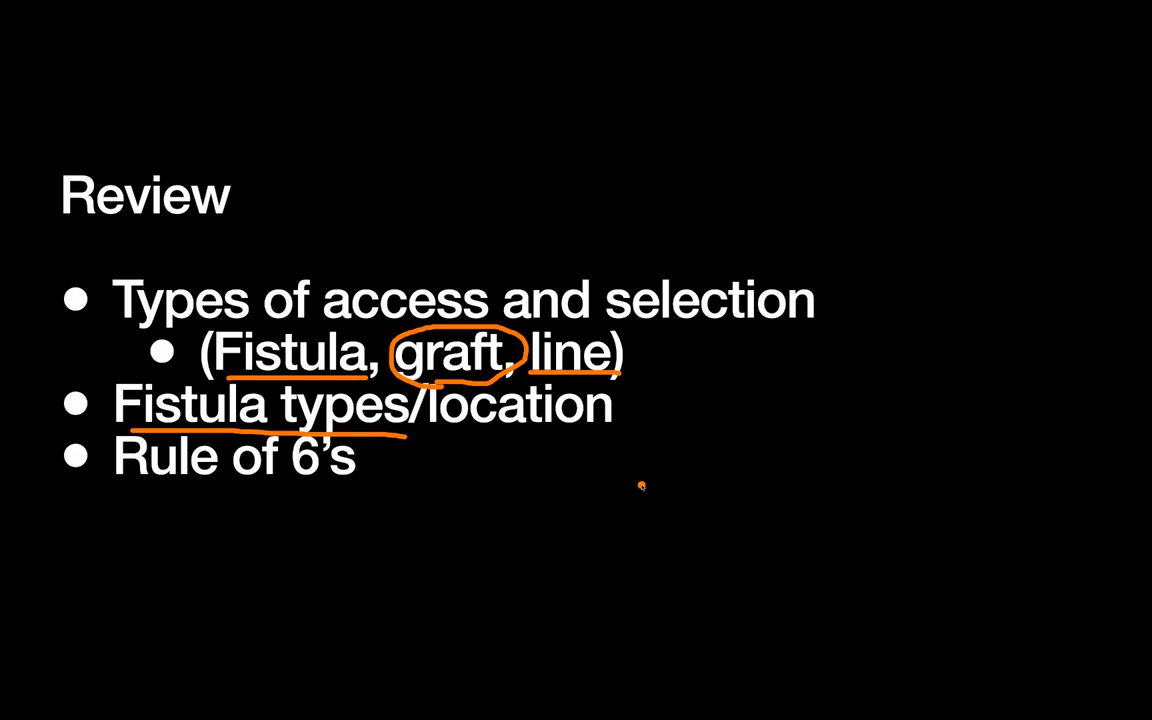 Review
● Types of access and selection
● (Fistula, graft, line)
● Fistula types/location
● Rule of 6's